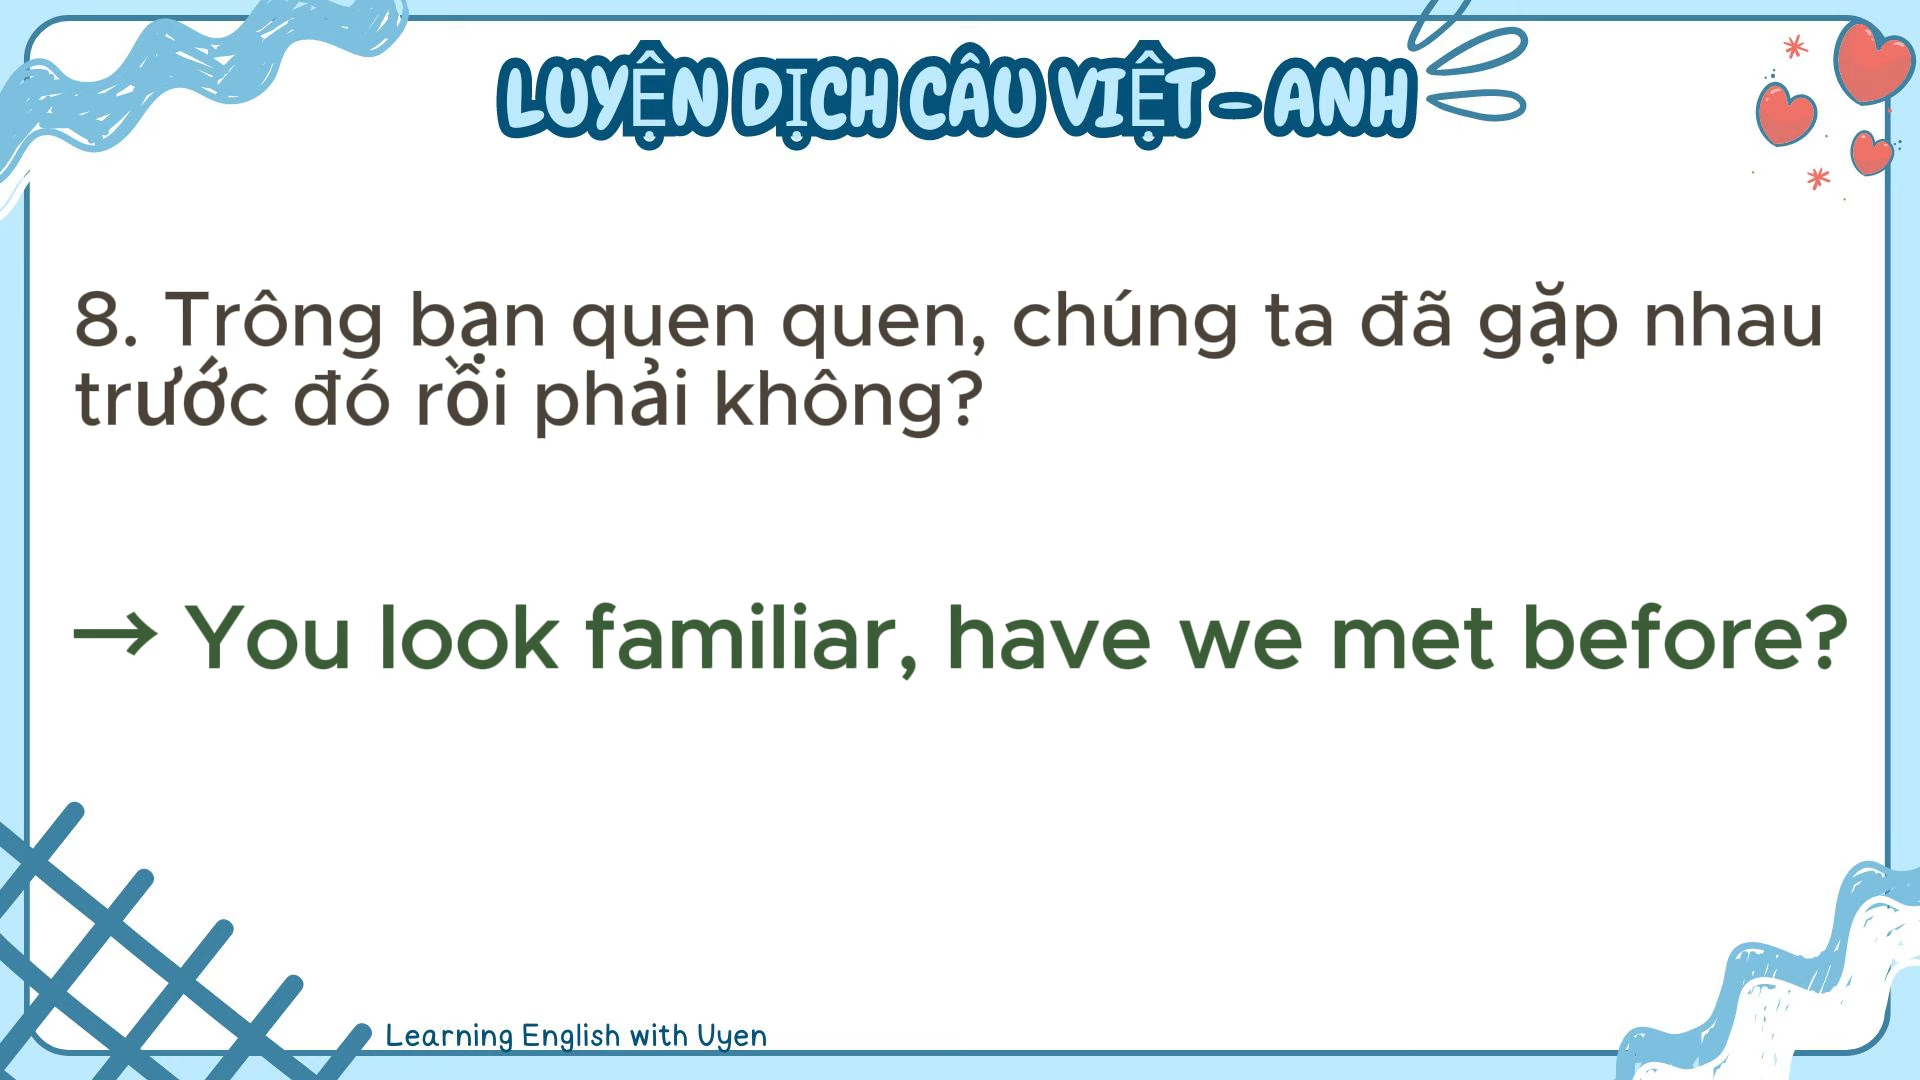 LUYỆN DỊCH CÂU VIỆT - ANH
8. Trông bạn quen quen, chúng ta đã gặp nhau
trước đó rồi phải không?
→ You look familiar, have we met before?
Learning English with Uyen